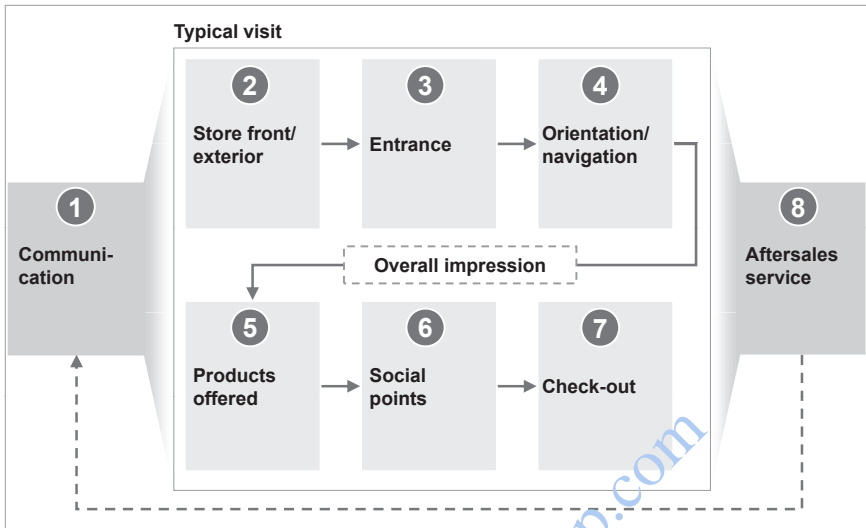 Typical visit
1
Communi-
cation
2
Store front/
exterior
3
Entrance
4
Orientation/
navigation
Overall impression
5
Products
offered
6
Social
points
7
Check-out
8
Aftersales
service